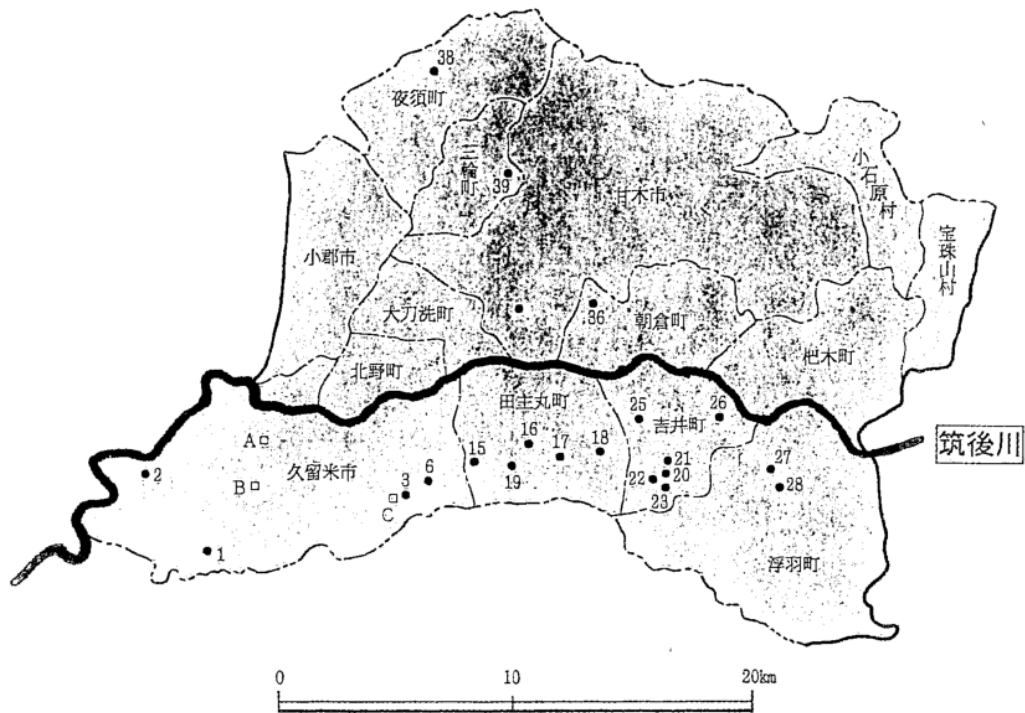 38
夜須町
三輪町
39
甘木市
小石原村
宝珠山村
小郡市
大刀洗町
36
朝倉町
杷木町
北野町
田主丸町
吉井町
25
26
筑後川
A
久留米市
2
B
C
3
6
15
16
17
18
19
21
20
22
23
27
28
1
浮羽町
0
10
20km